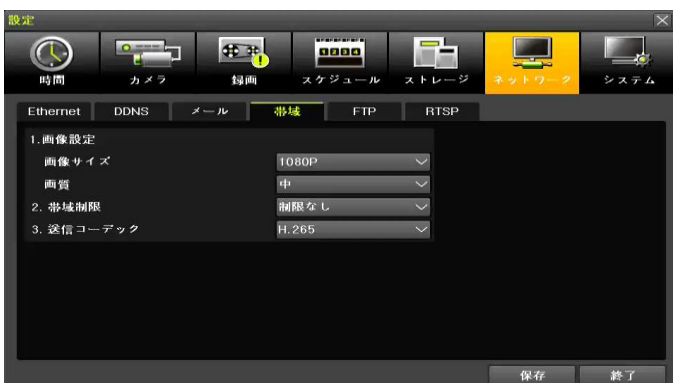 設定
時間 カメラ 録画 スケジュール ストレージ ネットワーク システム
Ethernet DDNS メール 帯域 FTP RTSP
1.画像設定
画像サイズ 1080P
画質 中
2. 帯域制限 制限なし
3. 送信コーデック H.265
保存 終了